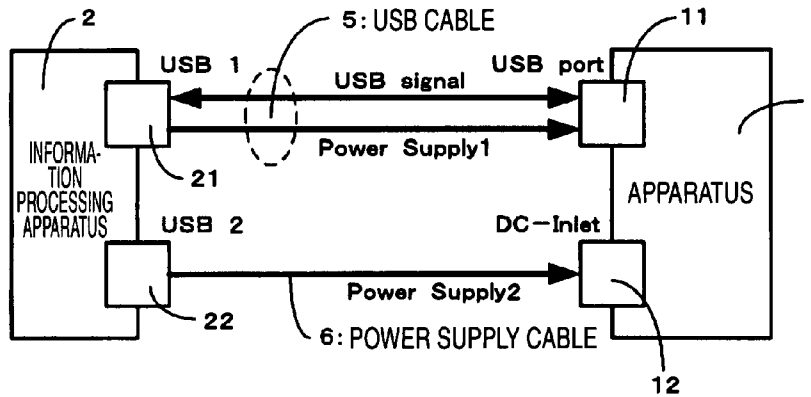 2
5: USB CABLE
11
USB 1
USB signal
USB port
Power Supply1
INFORMA-
TION
PROCESSING
APPARATUS
21
APPARATUS
USB 2
DC-Inlet
Power Supply2
22
6: POWER SUPPLY CABLE
12